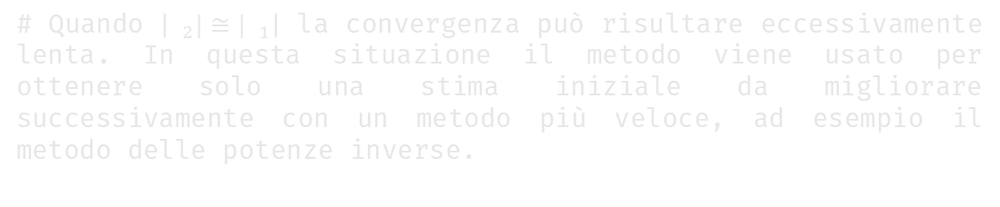 # Quando | ₂| ≅ | ₁| la convergenza può risultare eccessivamente
lenta. In questa situazione il metodo viene usato per
ottenere solo una stima iniziale da migliorare
successivamente con un metodo più veloce, ad esempio il
metodo delle potenze inverse.